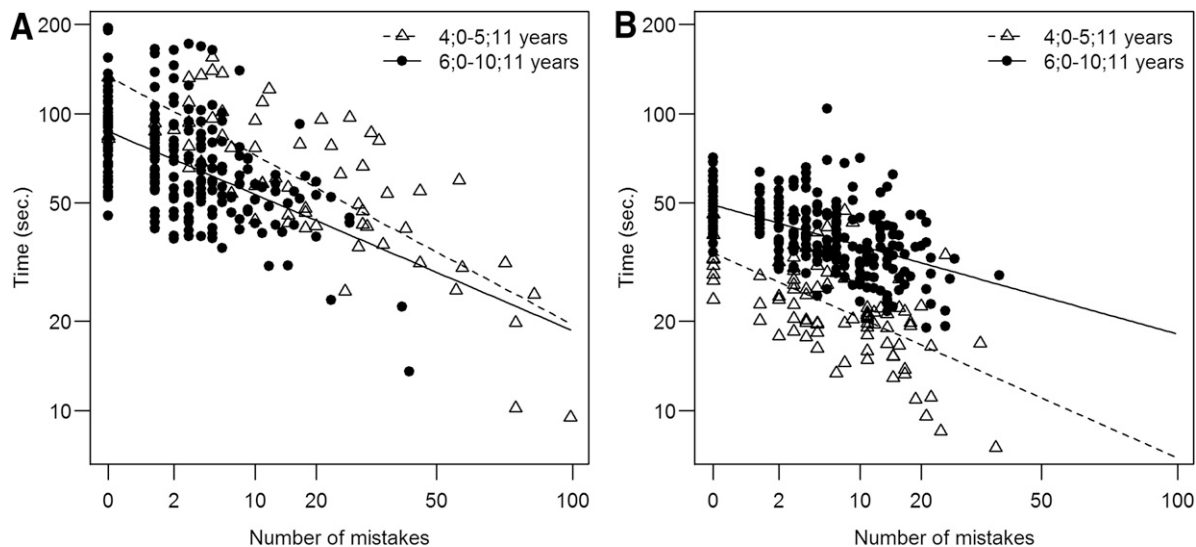 A
4;0-5;11 years
6;0-10;11 years
200
100
50
20
10
Time (sec.)
0 2 10 20 50 100
Number of mistakes
B
4;0-5;11 years
6;0-10;11 years
200
100
50
20
10
Time (sec.)
0 2 10 20 50 100
Number of mistakes